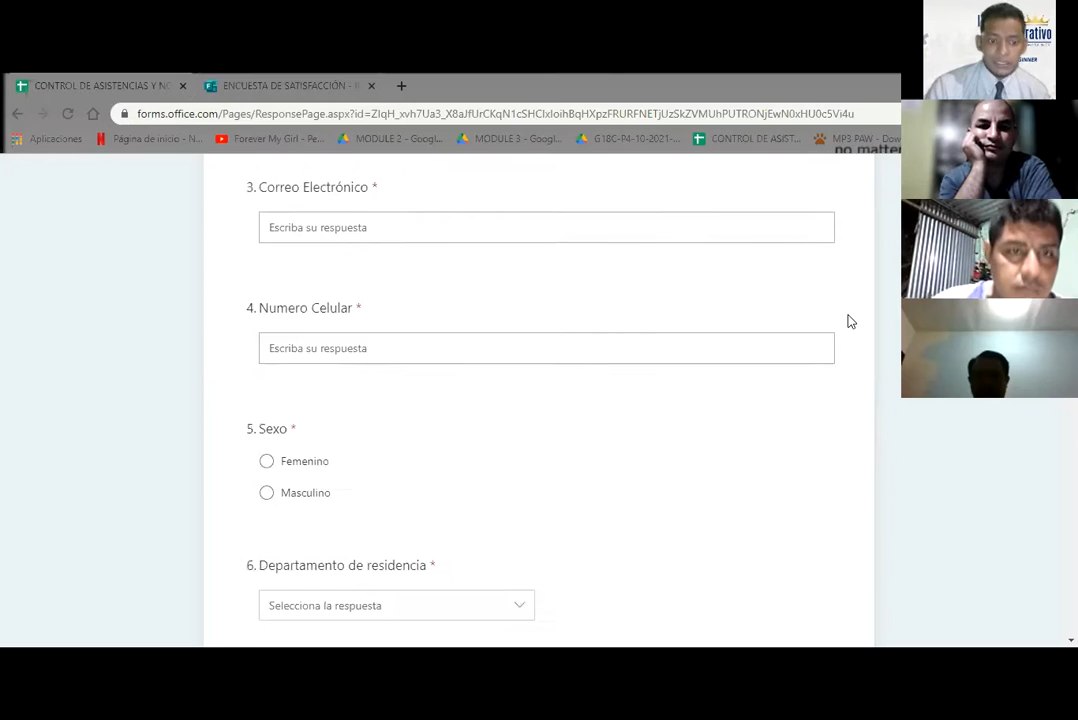 CONTROL DE ASISTENCIAS Y NO
ENCUESTA DE SATISFACCIÓN - I
forms.office.com/Pages/ResponsePage.aspx?id=ZIqH_xvh7Ua3_X8aJfUrCKqN1cSHCIxIoihBqHXpzFRURFNETjUzSkZVMUhPUTRONjEwN0xHU0c5Vi4u
Aplicaciones
Página de inicio - N...
Forever My Girl - Pe...
MODULE 2 - Googl...
MODULE 3 - Googl...
G18C-P4-10-2021-...
CONTROL DE ASIST...
MP3 PAW - Downl
no matter
3. Correo Electrónico *
Escriba su respuesta
4. Numero Celular *
Escriba su respuesta
5. Sexo *
Femenino
Masculino
6. Departamento de residencia *
Selecciona la respuesta